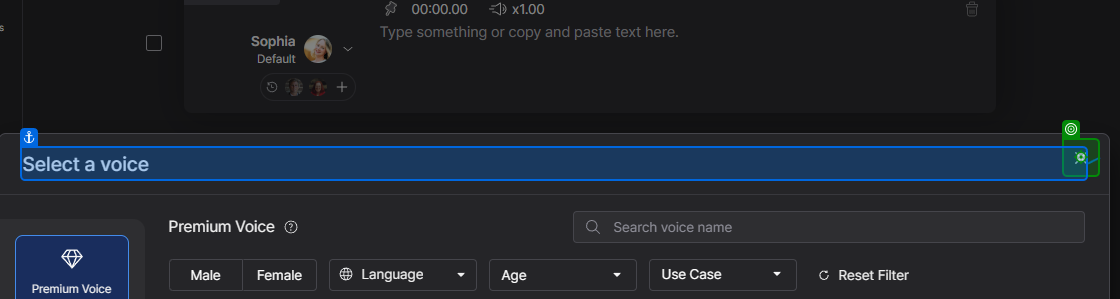 s
00:00.00 x1.00
Type something or copy and paste text here.
Sophia
Default
Select a voice
Premium Voice
Search voice name
Premium Voice
Male Female Language Age Use Case Reset Filter